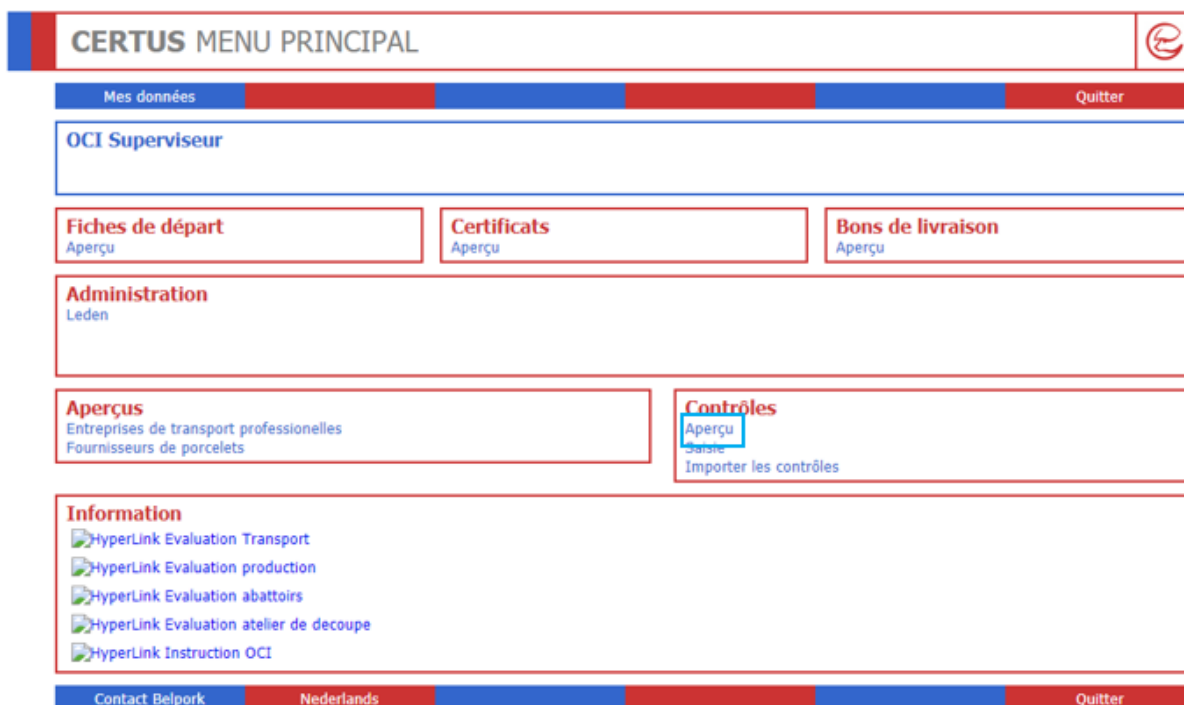 CERTUS MENU PRINCIPAL
Mes données
Quitter
OCI Superviseur
Fiches de départ
Aperçu
Certificats
Aperçu
Bons de livraison
Aperçu
Administration
Leden
Aperçus
Entreprises de transport professionelles
Fournisseurs de porcelets
Contrôles
Aperçu
Saisie
Importer les contrôles
Information
HyperLink Evaluation Transport
HyperLink Evaluation production
HyperLink Evaluation abattoirs
HyperLink Evaluation atelier de decoupe
HyperLink Instruction OCI
Contact Belpork
Nederlands
Quitter